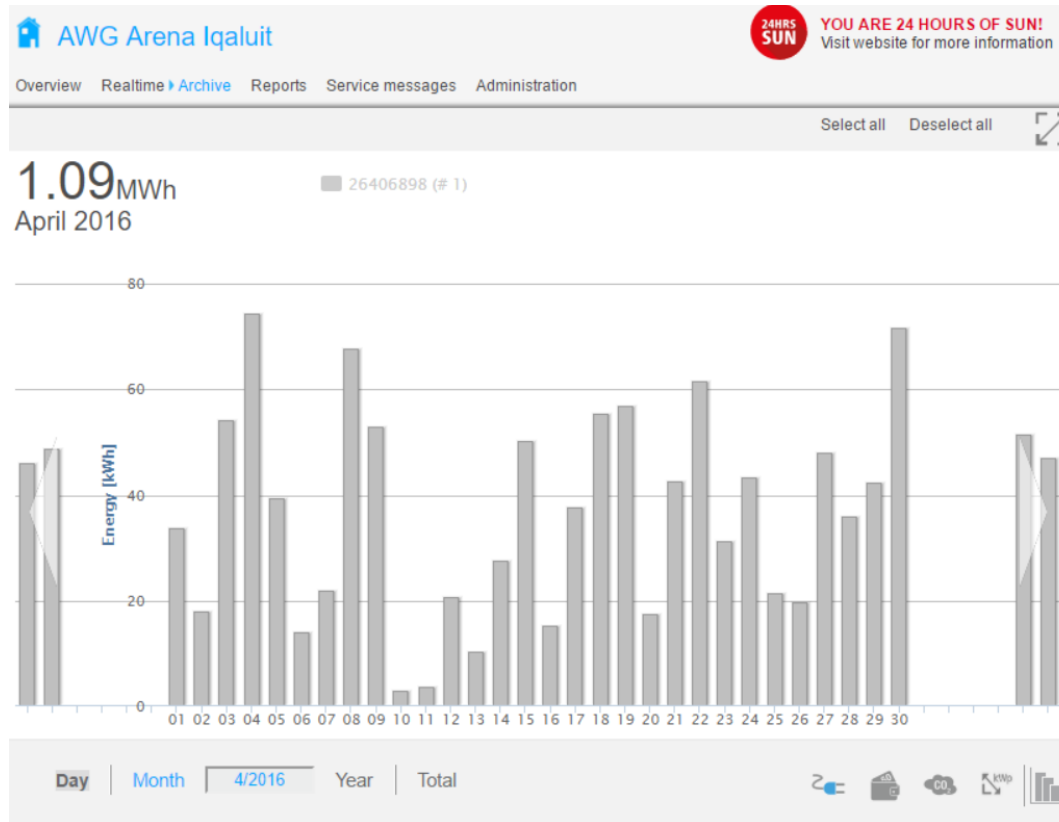 AWG Arena Iqaluit
24HRS
SUN
YOU ARE 24 HOURS OF SUN!
Visit website for more information
Overview Realtime Archive Reports Service messages Administration
Select all Deselect all
1.09MWh
April 2016
26406898 (# 1)
Energy [kWh]
80
60
40
20
0
01 02 03 04 05 06 07 08 09 10 11 12 13 14 15 16 17 18 19 20 21 22 23 24 25 26 27 28 29 30
Day Month 4/2016 Year Total
CO₂ kWp